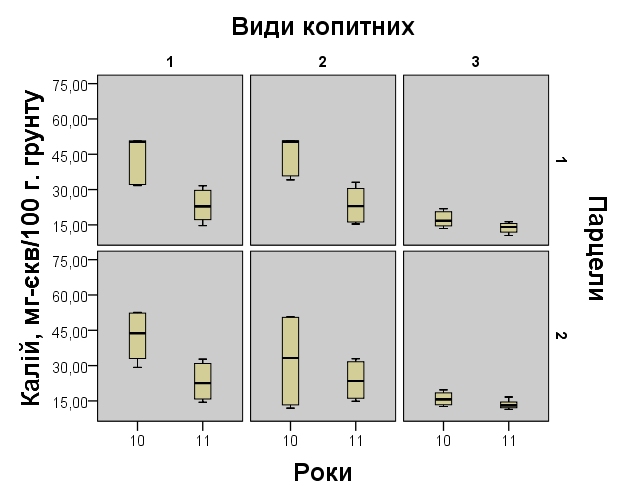 Види копитних
1 2 3
Калій, мг-єкв/100 г. грунту
75,00
60,00
45,00
30,00
15,00
1
75,00
60,00
45,00
30,00
15,00
2
Парцели
10 11 10 11 10 11
Роки